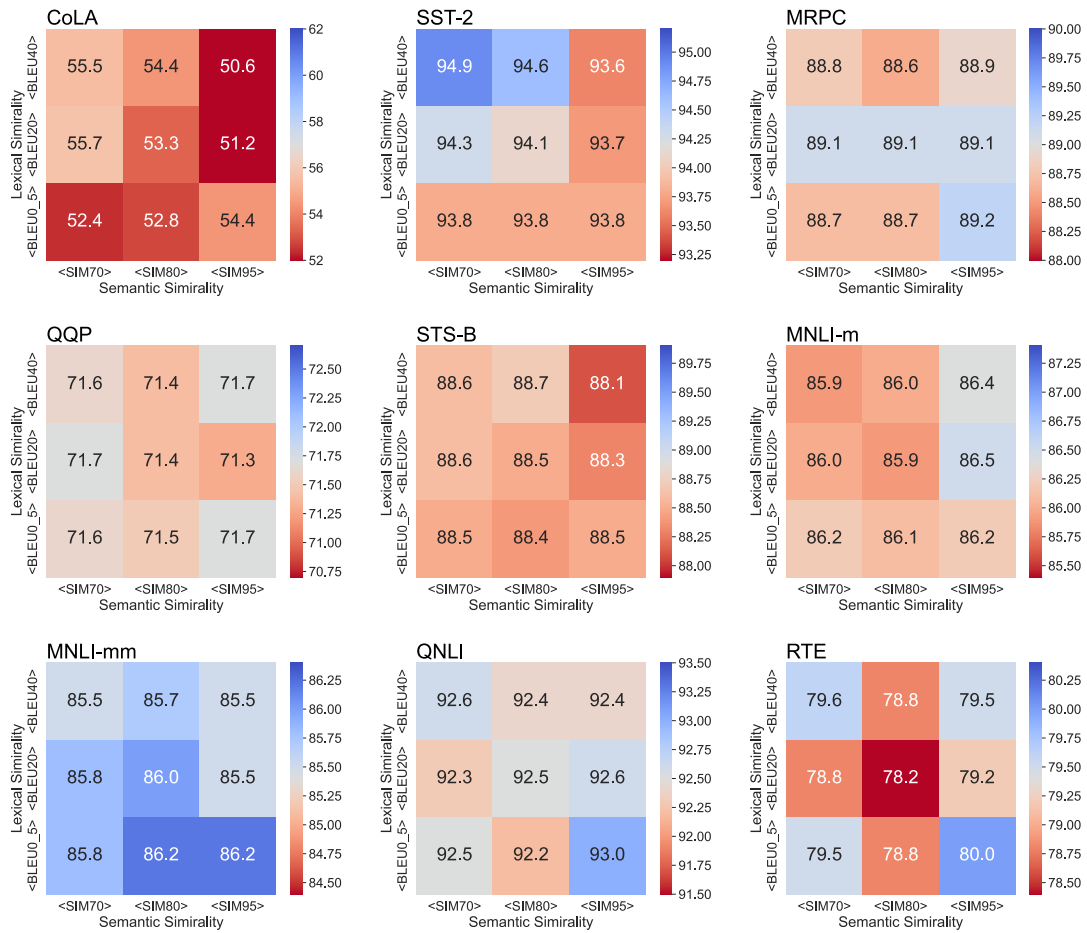 CoLA
Lexical Simirality
<BLEU40>
<BLEU20>
<BLEU0_5>
55.5 54.4 50.6
55.7 53.3 51.2
52.4 52.8 54.4
<SIM70> <SIM80> <SIM95>
Semantic Simirality
62
60
58
56
54
52
SST-2
Lexical Simirality
<BLEU40>
<BLEU20>
<BLEU0_5>
94.9 94.6 93.6
94.3 94.1 93.7
93.8 93.8 93.8
<SIM70> <SIM80> <SIM95>
Semantic Simirality
95.00
94.75
94.50
94.25
94.00
93.75
93.50
93.25
MRPC
Lexical Simirality
<BLEU40>
<BLEU20>
<BLEU0_5>
88.8 88.6 88.9
89.1 89.1 89.1
88.7 88.7 89.2
<SIM70> <SIM80> <SIM95>
Semantic Simirality
90.00
89.75
89.50
89.25
89.00
88.75
88.50
88.25
88.00
QQP
Lexical Simirality
<BLEU40>
<BLEU20>
<BLEU0_5>
71.6 71.4 71.7
71.7 71.4 71.3
71.6 71.5 71.7
<SIM70> <SIM80> <SIM95>
Semantic Simirality
72.50
72.25
72.00
71.75
71.50
71.25
71.00
70.75
STS-B
Lexical Simirality
<BLEU40>
<BLEU20>
<BLEU0_5>
88.6 88.7 88.1
88.6 88.5 88.3
88.5 88.4 88.5
<SIM70> <SIM80> <SIM95>
Semantic Simirality
89.75
89.50
89.25
89.00
88.75
88.50
88.25
88.00
MNLI-m
Lexical Simirality
<BLEU40>
<BLEU20>
<BLEU0_5>
85.9 86.0 86.4
86.0 85.9 86.5
86.2 86.1 86.2
<SIM70> <SIM80> <SIM95>
Semantic Simirality
87.25
87.00
86.75
86.50
86.25
86.00
85.75
85.50
MNLI-mm
Lexical Simirality
<BLEU40>
<BLEU20>
<BLEU0_5>
85.5 85.7 85.5
85.8 86.0 85.5
85.8 86.2 86.2
<SIM70> <SIM80> <SIM95>
Semantic Simirality
86.25
86.00
85.75
85.50
85.25
85.00
84.75
84.50
QNLI
Lexical Simirality
<BLEU40>
<BLEU20>
<BLEU0_5>
92.6 92.4 92.4
92.3 92.5 92.6
92.5 92.2 93.0
<SIM70> <SIM80> <SIM95>
Semantic Simirality
93.50
93.25
93.00
92.75
92.50
92.25
92.00
91.75
91.50
RTE
Lexical Simirality
<BLEU40>
<BLEU20>
<BLEU0_5>
79.6 78.8 79.5
78.8 78.2 79.2
79.5 78.8 80.0
<SIM70> <SIM80> <SIM95>
Semantic Simirality
80.25
80.00
79.75
79.50
79.25
79.00
78.75
78.50